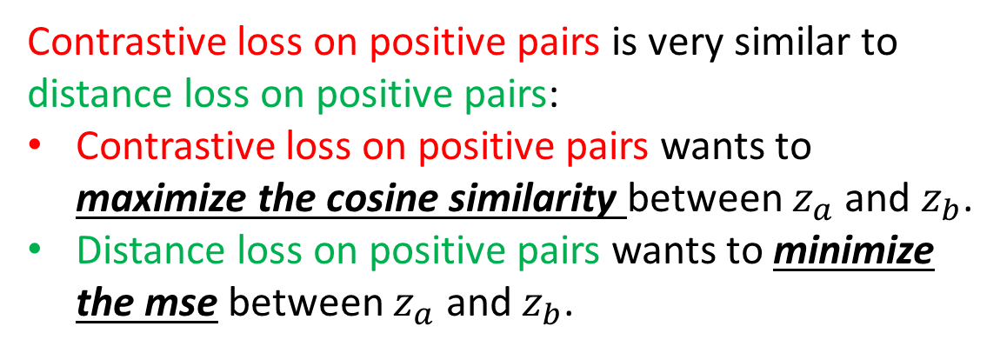 Contrastive loss on positive pairs is very similar to
distance loss on positive pairs:
• Contrastive loss on positive pairs wants to
maximize the cosine similarity between z_a and z_b.
• Distance loss on positive pairs wants to minimize
the mse between z_a and z_b.